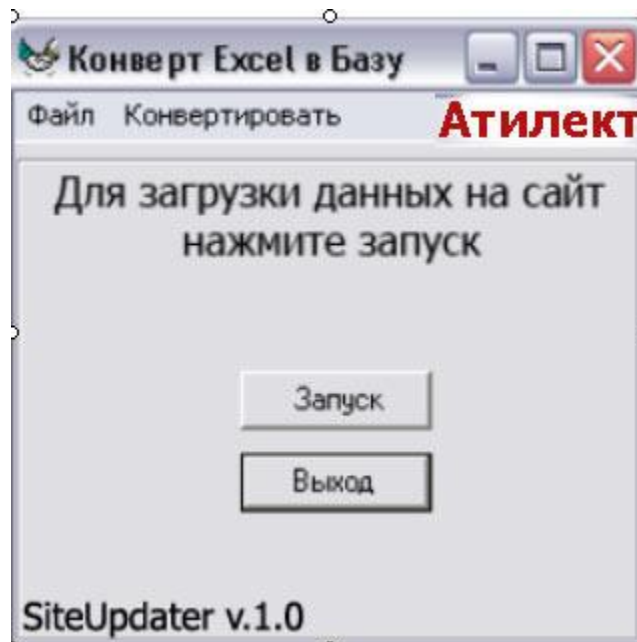 Конверт Excel в Базу
Файл Конвертировать
Атилект
Для загрузки данных на сайт
нажмите запуск
Запуск
Выход
SiteUpdater v.1.0